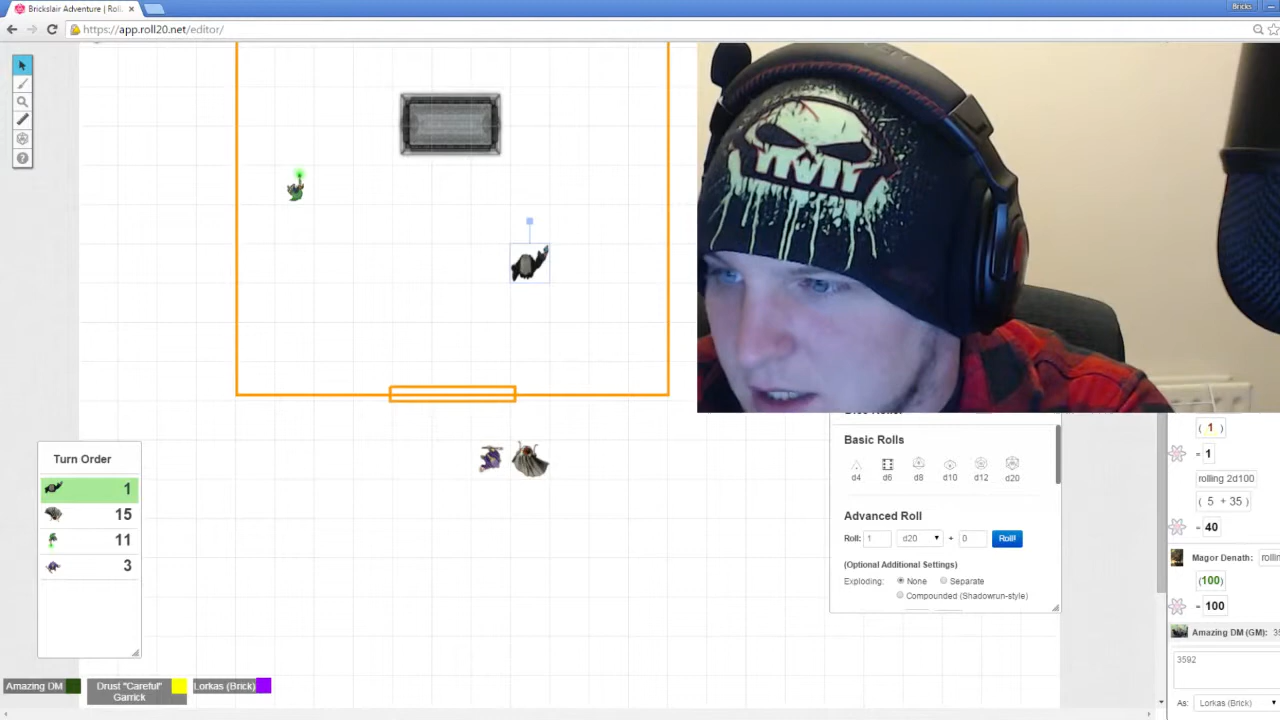 Brickslair Adventure | Roll
Bricks
https://app.roll20.net/editor/
Turn Order
1
15
11
3
Amazing DM
Drust "Careful"
Garrick
Lorkas (Brick)
Basic Rolls
d4 d6 d8 d10 d12 d20
Advanced Roll
Roll: 1 d20 + 0 Roll!
(Optional Additional Settings)
Exploding: None Separate
Compounded (Shadowrun-style)
( 1 )
= 1
rolling 2d100
( 5 + 35 )
= 40
Magor Denath: rolling
(100)
= 100
Amazing DM (GM):
3592
As: Lorkas (Brick)